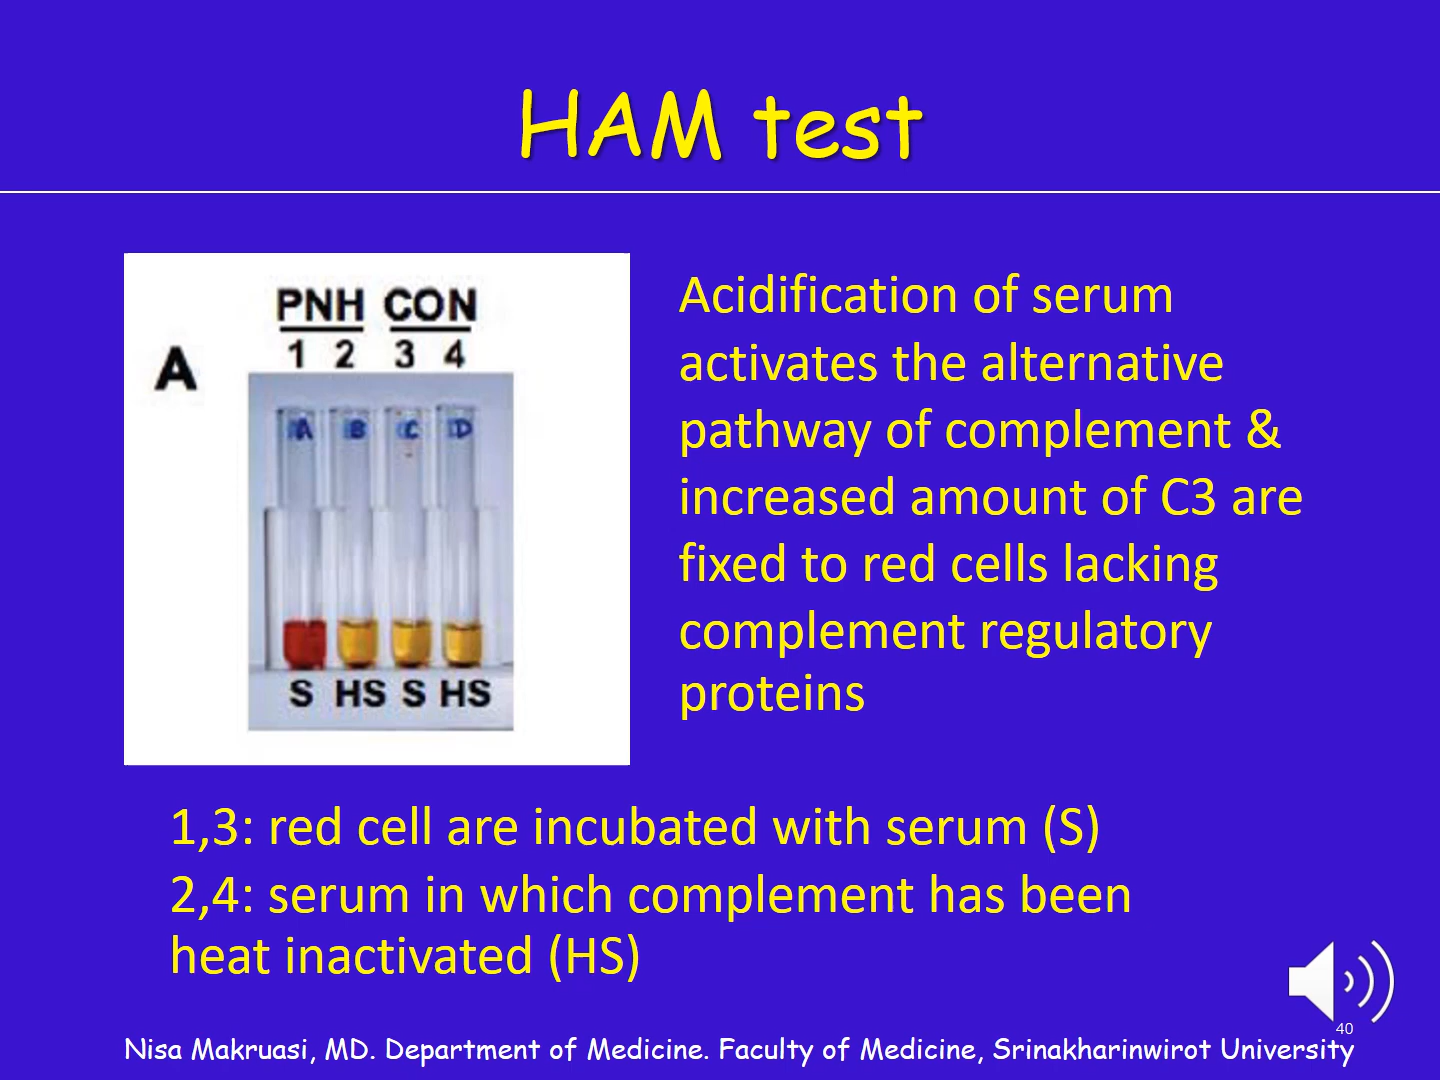 HAM test
PNH CON
1 2 3 4
A
A B C D
S HS S HS
Acidification of serum
activates the alternative
pathway of complement &
increased amount of C3 are
fixed to red cells lacking
complement regulatory
proteins
1,3: red cell are incubated with serum (S)
2,4: serum in which complement has been
heat inactivated (HS)
40
Nisa Makruasi, MD. Department of Medicine. Faculty of Medicine, Srinakharinwirot University